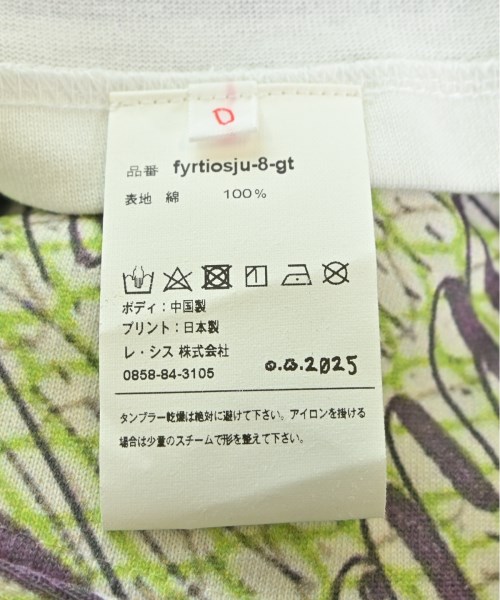 D
品番 fyrtiosju-8-gt
表地 綿 100%
ボディ:中国製
プリント:日本製
レ・シス 株式会社
0858-84-3105
タンブラー乾燥は絶対に避けて下さい。アイロンを掛ける
場合は少量のスチームで形を整えて下さい。